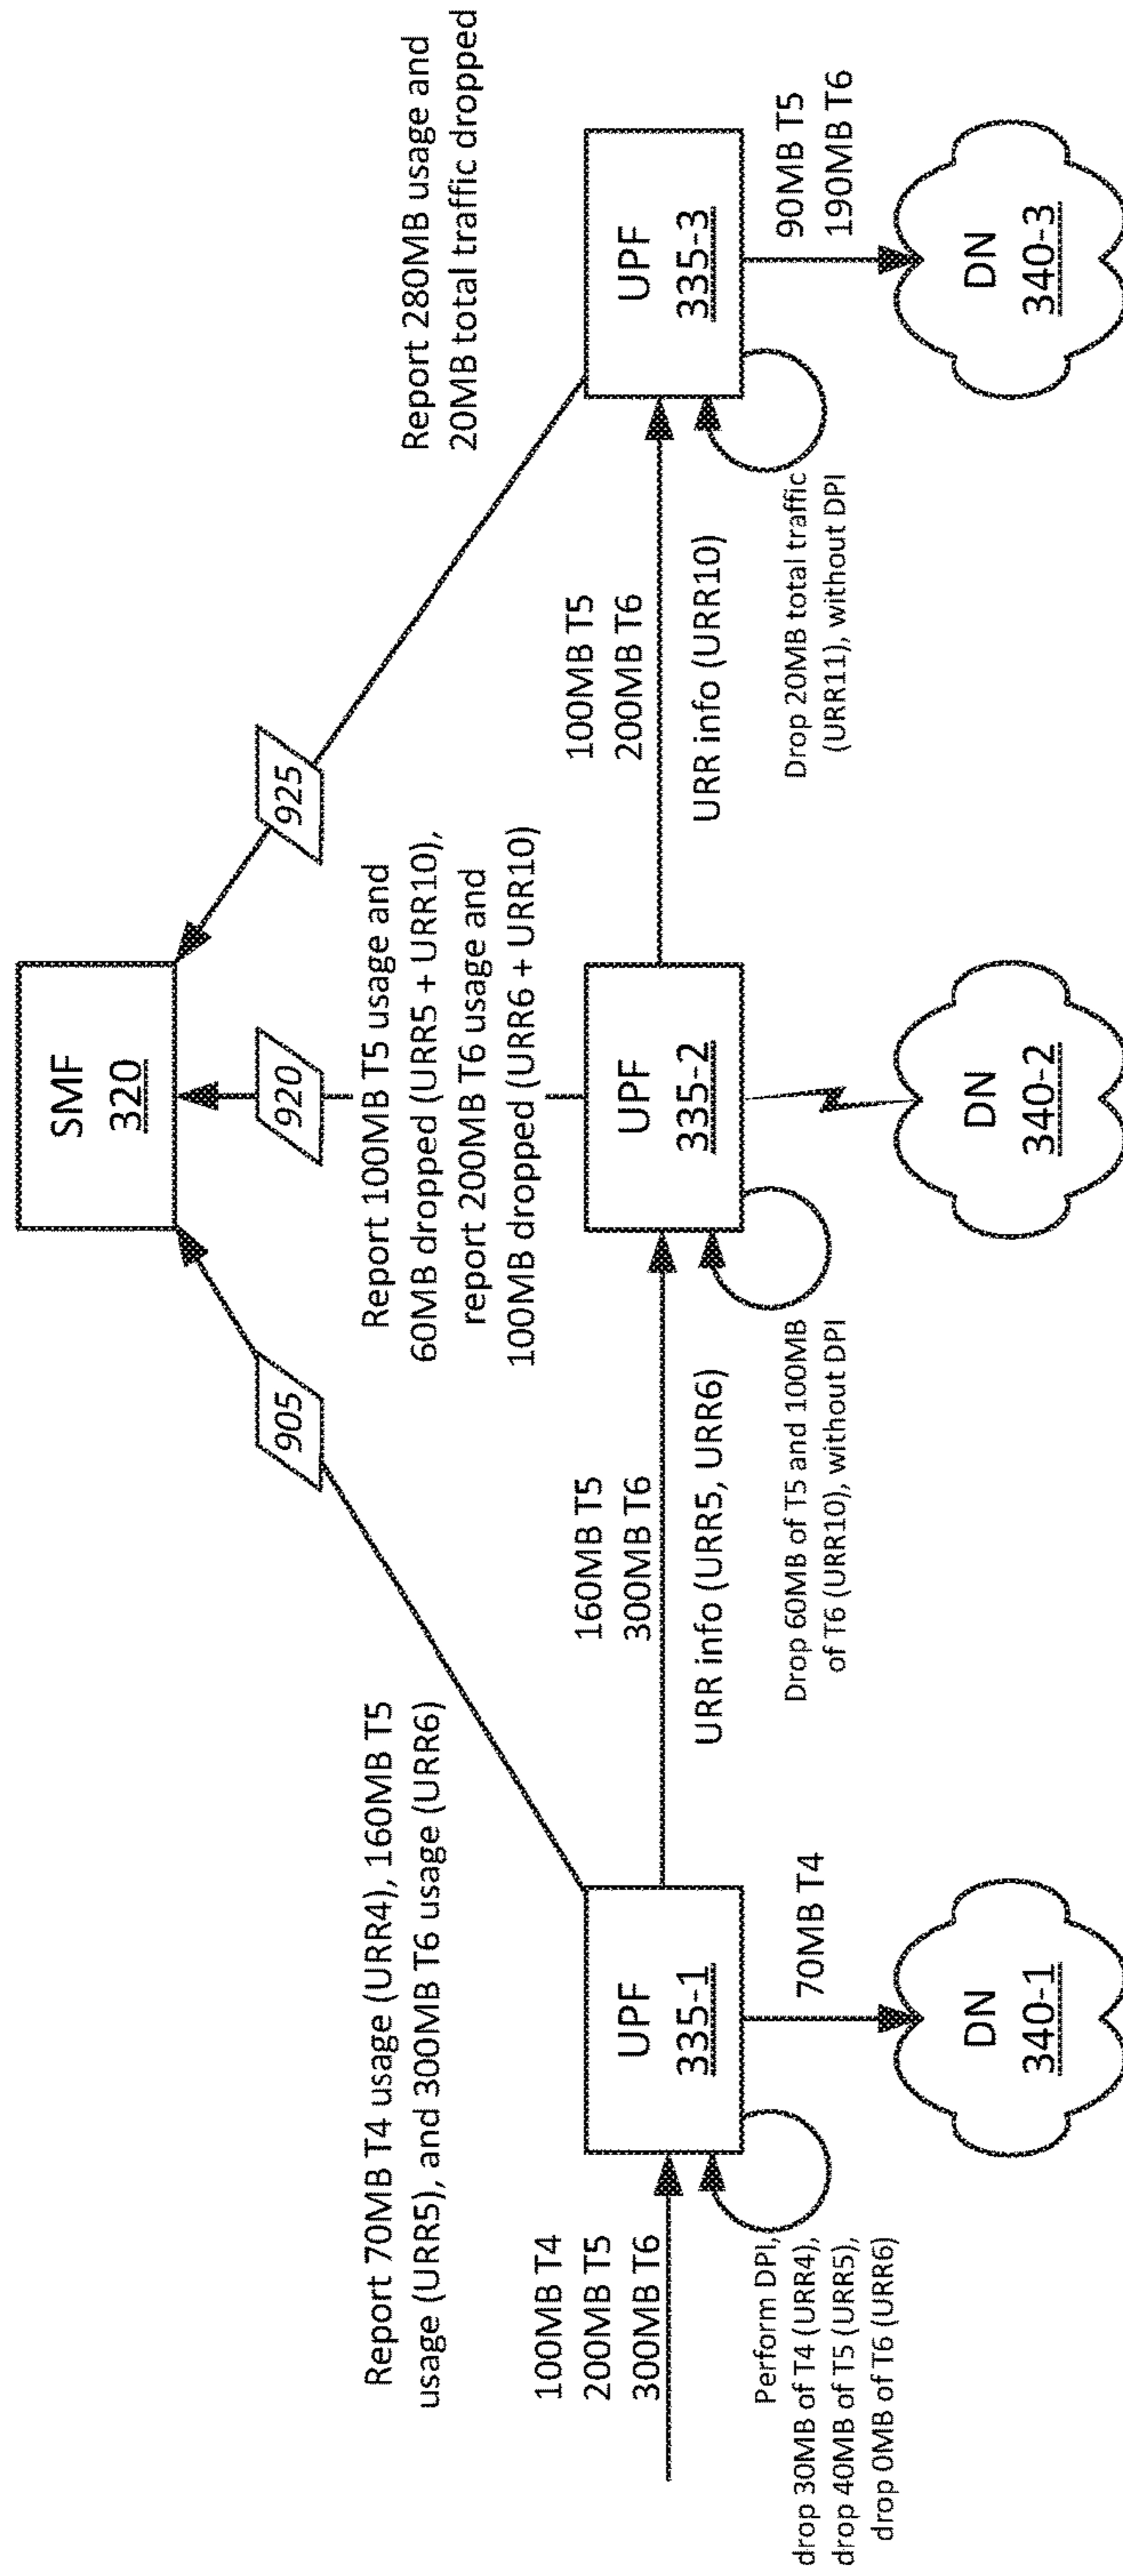 SMF
320
905
920
925
Report 70MB T4 usage (URR4), 160MB T5
usage (URR5), and 300MB T6 usage (URR6)
Report 100MB T5 usage and
60MB dropped (URR5 + URR10),
report 200MB T6 usage and
100MB dropped (URR6 + URR10)
Report 280MB usage and
20MB total traffic dropped
100MB T4
200MB T5
300MB T6
UPF
335-1
160MB T5
300MB T6
URR info (URR5, URR6)
UPF
335-2
100MB T5
200MB T6
URR info (URR10)
UPF
335-3
Perform DPI,
drop 30MB of T4 (URR4),
drop 40MB of T5 (URR5),
drop 0MB of T6 (URR6)
70MB T4
Drop 60MB of T5 and 100MB
of T6 (URR10), without DPI
Drop 20MB total traffic
(URR11), without DPI
90MB T5
190MB T6
DN
340-1
DN
340-2
DN
340-3